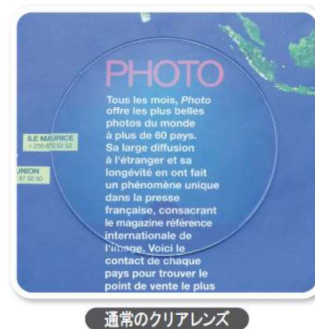 PHOTO
Tous les mois, Photo
offre les plus belles
photos du monde
à plus de 60 pays.
Sa large diffusion
à l'étranger et sa
longévité en ont fait
un phénomène unique
dans la presse
française, consacrant
le magazine référence
internationale de
l'image. Voici le
contact de chaque
pays pour trouver le
point de vente le plus
ILE MAURICE
UNION
通常のクリアレンズ